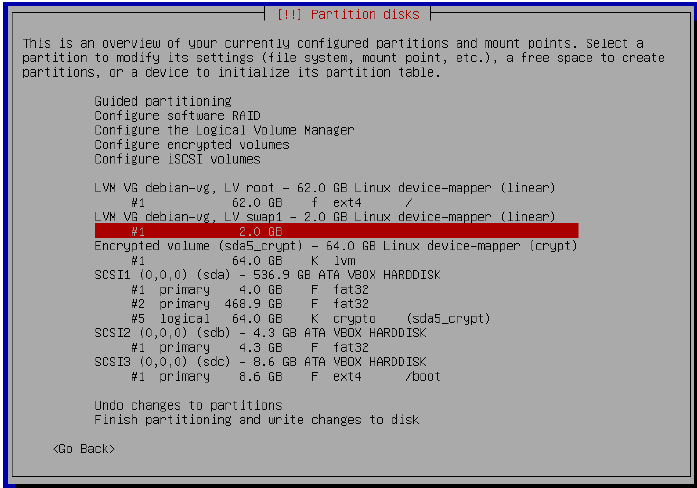 [!!] Partition disks
This is an overview of your currently configured partitions and mount points. Select a
partition to modify its settings (file system, mount point, etc.), a free space to create
partitions, or a device to initialize its partition table.
Guided partitioning
Configure software RAID
Configure the Logical Volume Manager
Configure encrypted volumes
Configure iSCSI volumes
LVM VG debian-vg, LV root - 62.0 GB Linux device-mapper (linear)
#1 62.0 GB f ext4 /
LVM VG debian-vg, LV swap1 - 2.0 GB Linux device-mapper (linear)
#1 2.0 GB
Encrypted volume (sda5_crypt) - 64.0 GB Linux device-mapper (crypt)
#1 64.0 GB K lvm
SCSI1 (0,0,0) (sda) - 536.9 GB ATA VBOX HARDDISK
#1 primary 4.0 GB F fat32
#2 primary 468.9 GB F fat32
#5 logical 64.0 GB K crypto (sda5_crypt)
SCSI2 (0,0,0) (sdb) - 4.3 GB ATA VBOX HARDDISK
#1 primary 4.3 GB F fat32
SCSI3 (0,0,0) (sdc) - 8.6 GB ATA VBOX HARDDISK
#1 primary 8.6 GB F ext4 /boot
Undo changes to partitions
Finish partitioning and write changes to disk
<Go Back>